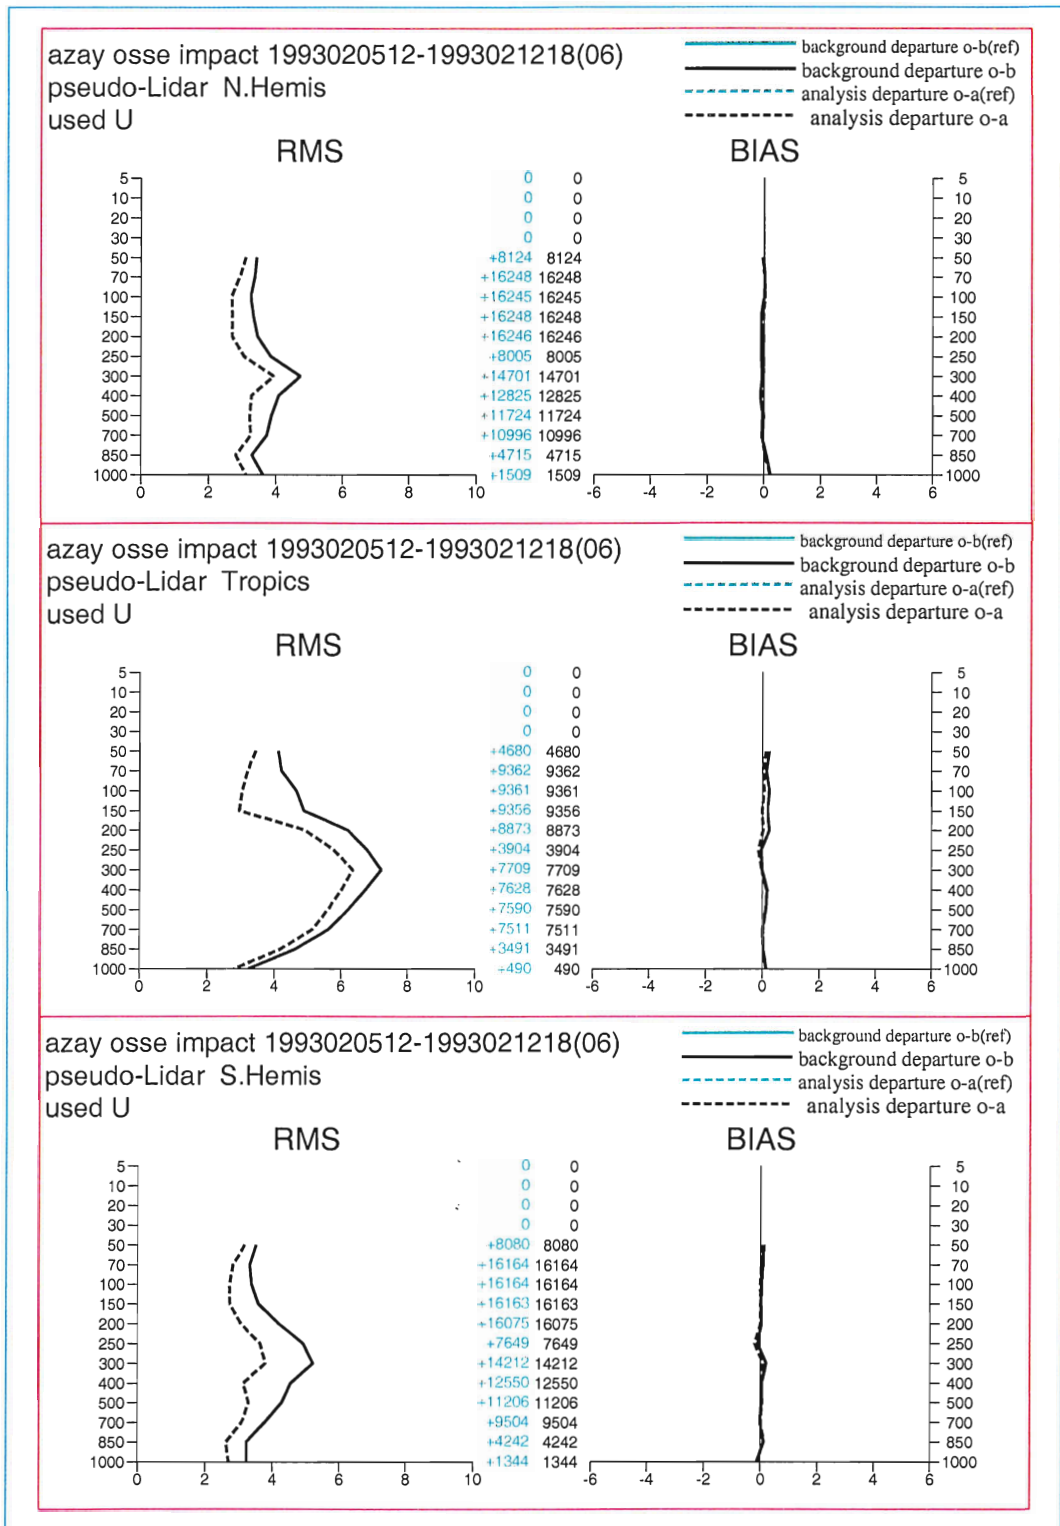 azay osse impact 1993020512-1993021218(06)
pseudo-Lidar N.Hemis
used U
background departure o-b(ref)
background departure o-b
analysis departure o-a(ref)
analysis departure o-a
RMS
BIAS
5 0 0 5
10 0 0 10
20 0 0 20
30 0 0 30
50 +8124 8124 50
70 +16248 16248 70
100 +16245 16245 100
150 +16248 16248 150
200 +16246 16246 200
250 +8005 8005 250
300 +14701 14701 300
400 +12825 12825 400
500 +11724 11724 500
700 +10996 10996 700
850 +4715 4715 850
1000 +1509 1509 1000
0 2 4 6 8 10 -6 -4 -2 0 2 4 6
azay osse impact 1993020512-1993021218(06)
pseudo-Lidar Tropics
used U
background departure o-b(ref)
background departure o-b
analysis departure o-a(ref)
analysis departure o-a
RMS
BIAS
5 0 0 5
10 0 0 10
20 0 0 20
30 0 0 30
50 +4680 4680 50
70 +9362 9362 70
100 +9361 9361 100
150 +9356 9356 150
200 +8873 8873 200
250 +3904 3904 250
300 +7709 7709 300
400 +7628 7628 400
500 +7590 7590 500
700 +7511 7511 700
850 +3491 3491 850
1000 +490 490 1000
0 2 4 6 8 10 -6 -4 -2 0 2 4 6
azay osse impact 1993020512-1993021218(06)
pseudo-Lidar S.Hemis
used U
background departure o-b(ref)
background departure o-b
analysis departure o-a(ref)
analysis departure o-a
RMS
BIAS
5 0 0 5
10 0 0 10
20 0 0 20
30 0 0 30
50 +8080 8080 50
70 +16164 16164 70
100 +16164 16164 100
150 +16163 16163 150
200 +16075 16075 200
250 +7649 7649 250
300 +14212 14212 300
400 +12550 12550 400
500 +11206 11206 500
700 +9504 9504 700
850 +4242 4242 850
1000 +1344 1344 1000
0 2 4 6 8 10 -6 -4 -2 0 2 4 6